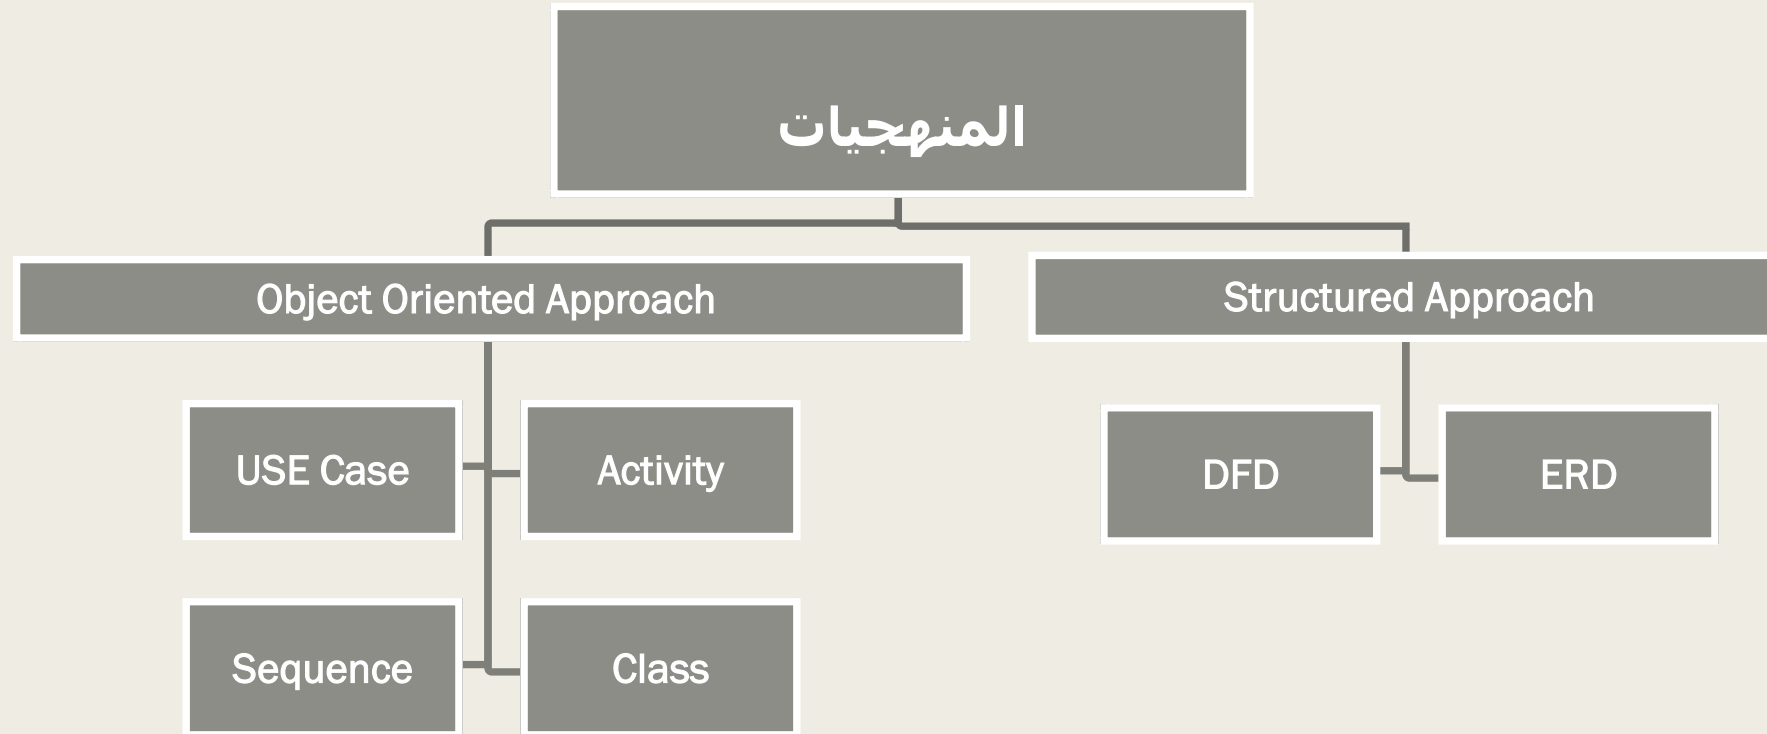 المنهجيات
Object Oriented Approach
Structured Approach
USE Case
Activity
DFD
ERD
Sequence
Class